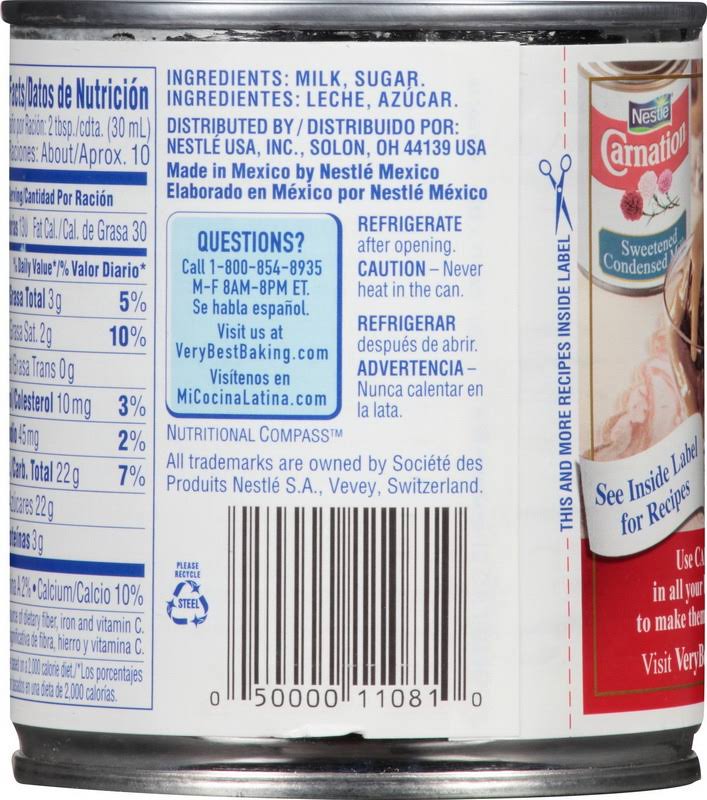 Facts/Datos de Nutrición
por Ración: 2 tbsp./cdta. (30 mL)
About/Aprox. 10
/Cantidad Por Ración
130 Fat Cal./Cal. de Grasa 30
% Daily Value*/% Valor Diario*
Total 3g 5%
Sat. 2g 10%
Grasa Trans 0g
Colesterol 10mg 3%
45mg 2%
Carb. Total 22g 7%
22g
3g
2% • Calcium/Calcio 10%
of dietary fiber, iron and vitamin C.
de fibra, hierro y vitamina C.
on a 2,000 calorie diet./*Los porcentajes
en una dieta de 2,000 calorías.
INGREDIENTS: MILK, SUGAR.
INGREDIENTES: LECHE, AZÚCAR.
DISTRIBUTED BY / DISTRIBUIDO POR:
NESTLÉ USA, INC., SOLON, OH 44139 USA
Made in Mexico by Nestlé Mexico
Elaborado en México por Nestlé México
QUESTIONS?
Call 1-800-854-8935
M-F 8AM-8PM ET.
Se habla español.
Visit us at
VeryBestBaking.com
Visítenos en
MiCocinaLatina.com
REFRIGERATE
after opening.
CAUTION – Never
heat in the can.
REFRIGERAR
después de abrir.
ADVERTENCIA –
Nunca calentar en
la lata.
NUTRITIONAL COMPASS™
All trademarks are owned by Société des
Produits Nestlé S.A., Vevey, Switzerland.
PLEASE
RECYCLE
STEEL
0 50000 11081 0
THIS AND MORE RECIPES INSIDE LABEL
Nestlé
Carnation
Sweetened
Condensed
See Inside Label
for Recipes
Use
in all your
to make them
Visit